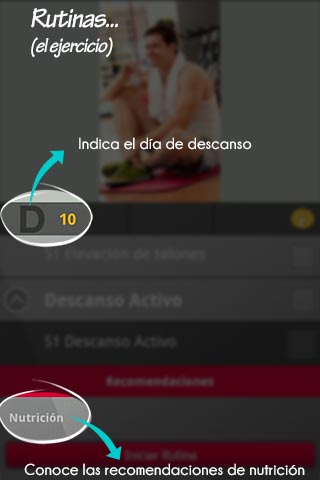 Rutinas...
(el ejercicio)
Indica el día de descanso
D 10
S1 Elevación de talones
Descanso Activo
S1 Descanso Activo
Recomendaciones
Nutrición
Iniciar Rutina
Conoce las recomendaciones de nutrición